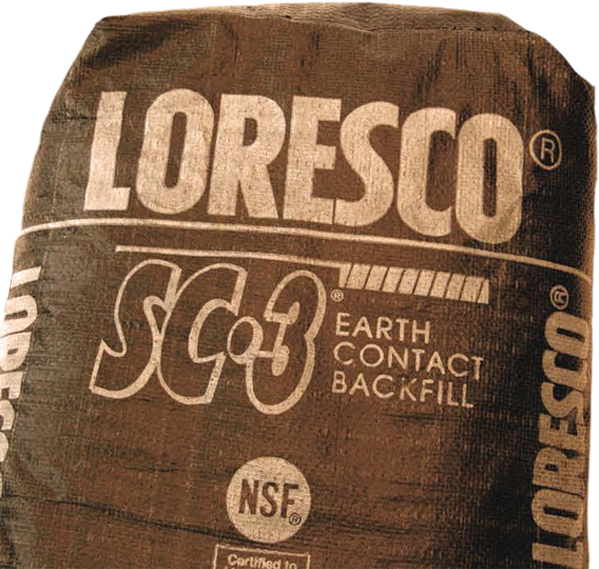 LORESCO®
SC·3®
EARTH
CONTACT
BACKFILL
LORESCO®
LORESCO
NSF®
Certified to